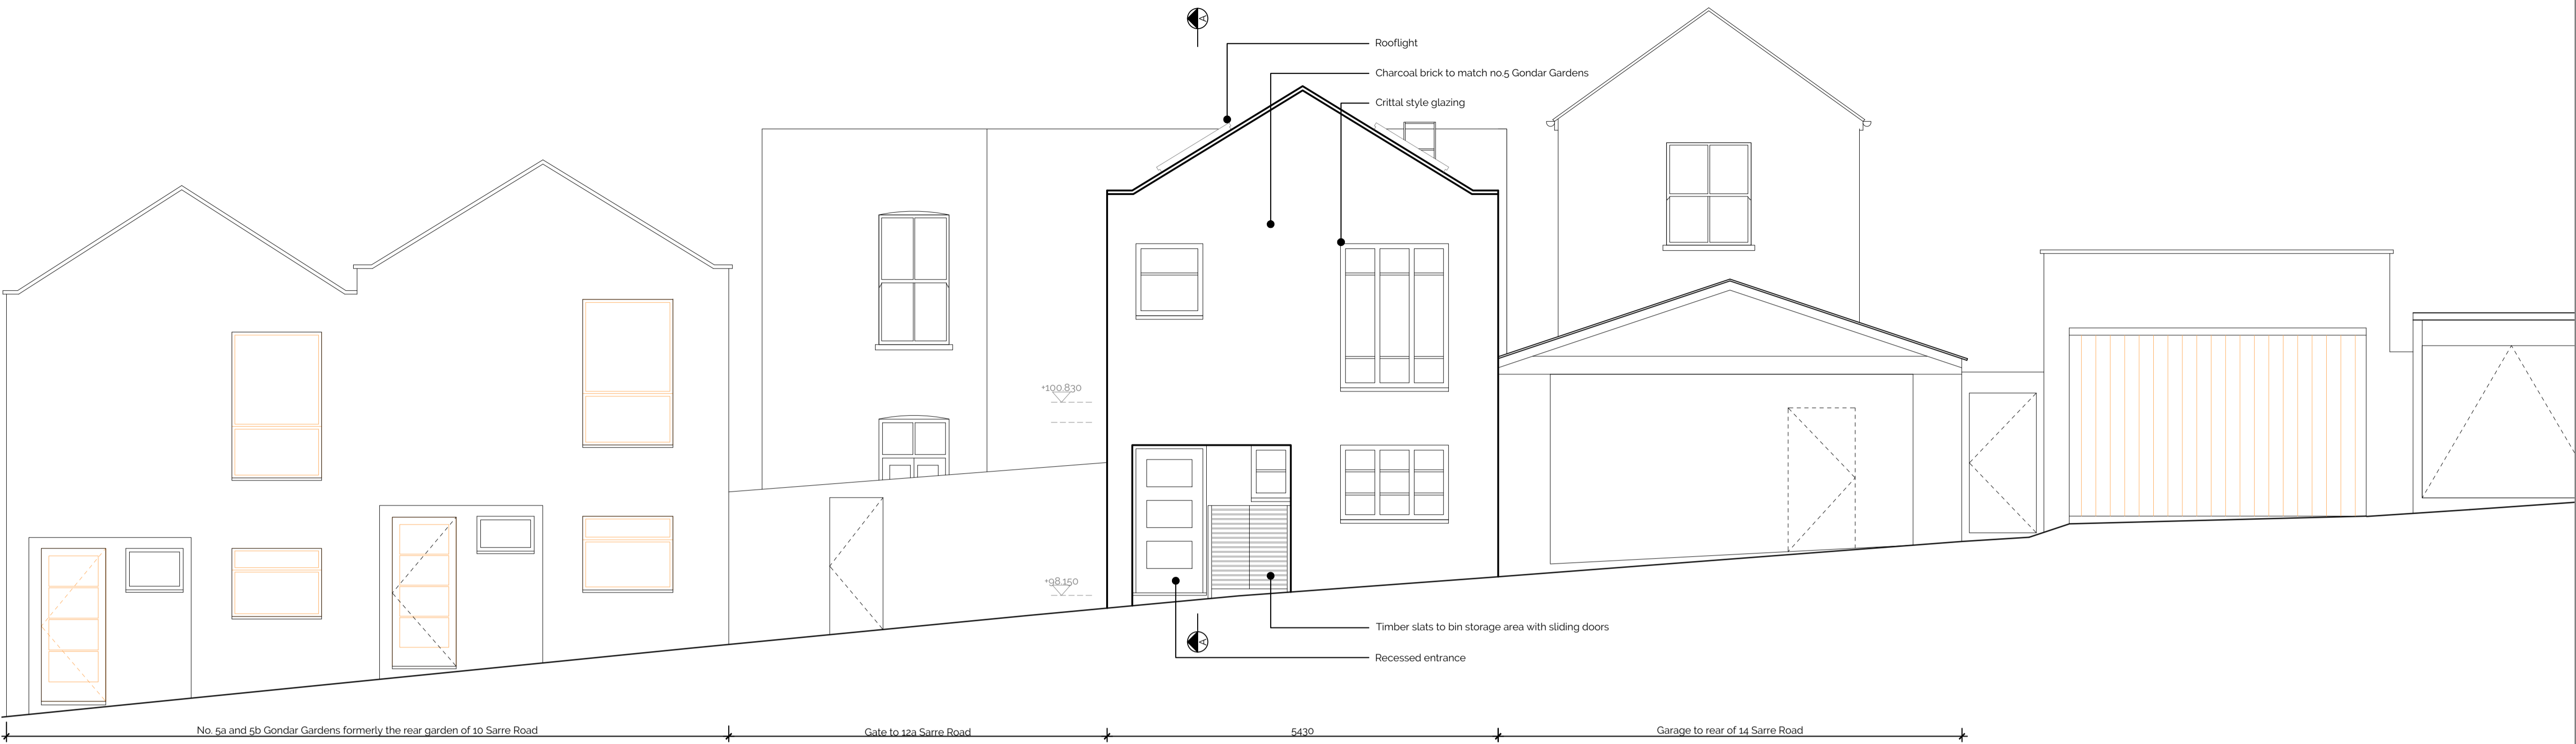 A
Rooflight
Charcoal brick to match no.5 Gondar Gardens
Crittal style glazing
+100.830
+98.150
Timber slats to bin storage area with sliding doors
A
Recessed entrance
No. 5a and 5b Gondar Gardens formerly the rear garden of 10 Sarre Road
Gate to 12a Sarre Road
5430
Garage to rear of 14 Sarre Road